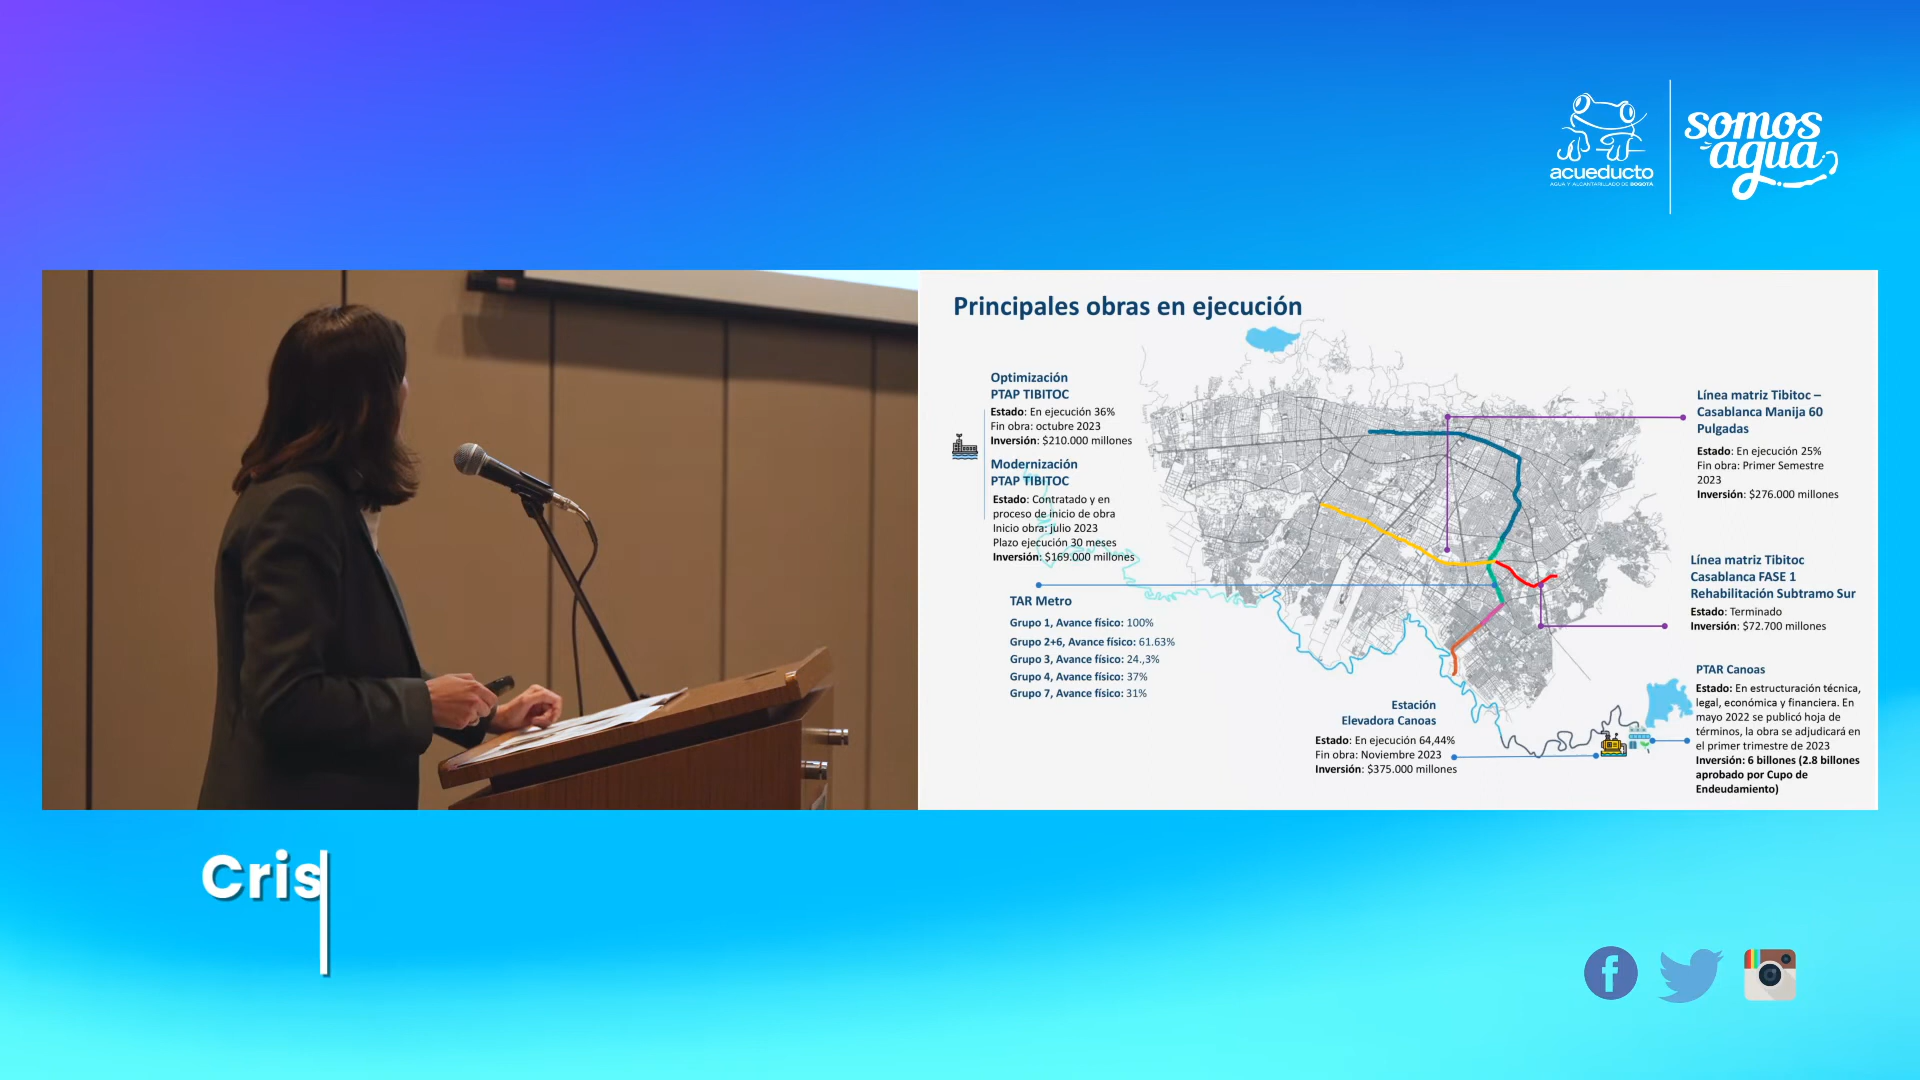 acueducto
AGUA Y ALCANTARILLADO DE BOGOTÁ
somos
agua
Principales obras en ejecución
Optimización
PTAP TIBITOC
Estado: En ejecución 36%
Fin obra: octubre 2023
Inversión: $210.000 millones
Modernización
PTAP TIBITOC
Estado: Contratado y en
proceso de inicio de obra
Inicio obra: julio 2023
Plazo ejecución 30 meses
Inversión: $169.000 millones
TAR Metro
Grupo 1, Avance físico: 100%
Grupo 2+6, Avance físico: 61.63%
Grupo 3, Avance físico: 24.,3%
Grupo 4, Avance físico: 37%
Grupo 7, Avance físico: 31%
Estación
Elevadora Canoas
Estado: En ejecución 64,44%
Fin obra: Noviembre 2023
Inversión: $375.000 millones
Línea matriz Tibitoc –
Casablanca Manija 60
Pulgadas
Estado: En ejecución 25%
Fin obra: Primer Semestre
2023
Inversión: $276.000 millones
Línea matriz Tibitoc
Casablanca FASE 1
Rehabilitación Subtramo Sur
Estado: Terminado
Inversión: $72.700 millones
PTAR Canoas
Estado: En estructuración técnica,
legal, económica y financiera. En
mayo 2022 se publicó hoja de
términos, la obra se adjudicará en
el primer trimestre de 2023
Inversión: 6 billones (2.8 billones
aprobado por Cupo de
Endeudamiento)
Cris